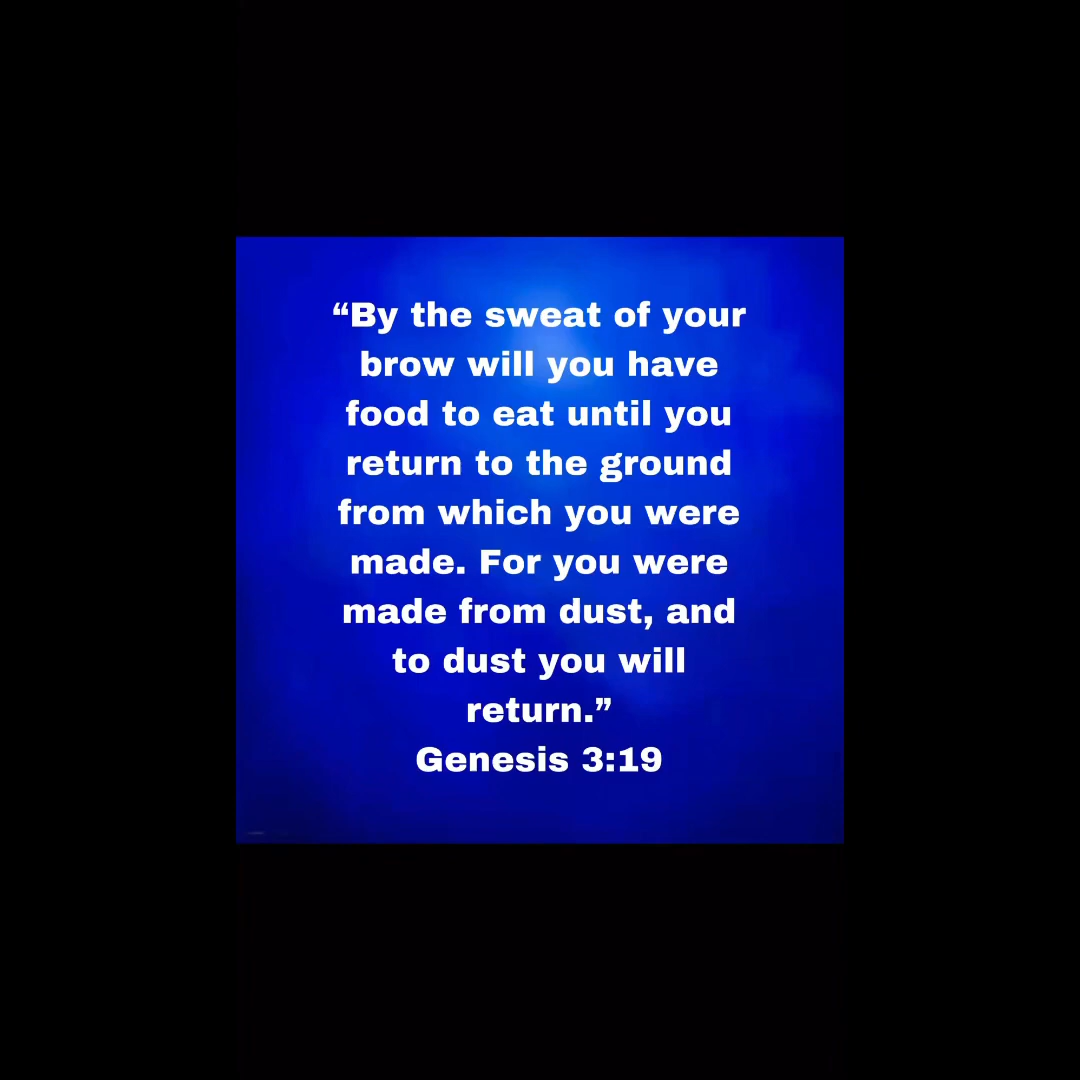 “By the sweat of your
brow will you have
food to eat until you
return to the ground
from which you were
made. For you were
made from dust, and
to dust you will
return.”
Genesis 3:19